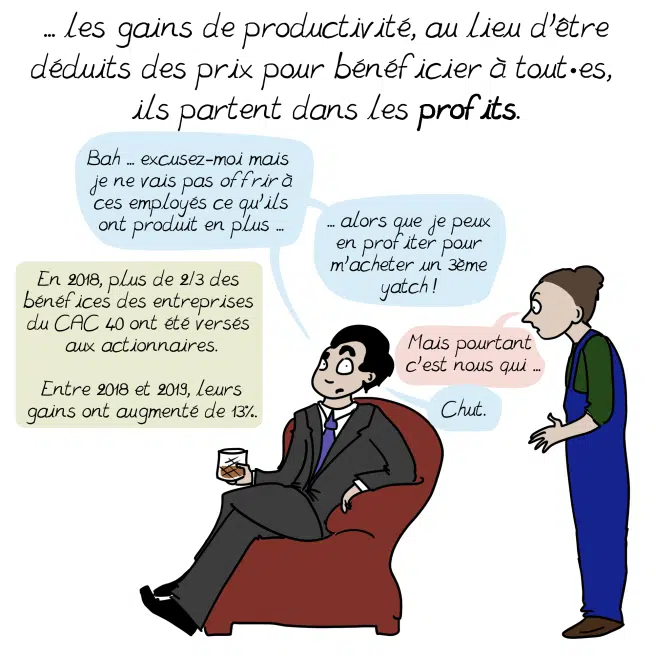 ... les gains de productivité, au lieu d'être
déduits des prix pour bénéficier à tout•es,
ils partent dans les profits.
Bah ... excusez-moi mais
je ne vais pas offrir à
ces employés ce qu'ils
ont produit en plus ...
... alors que je peux
en profiter pour
m'acheter un 3ème
yatch !
En 2018, plus de 2/3 des
bénéfices des entreprises
du CAC 40 ont été versés
aux actionnaires.
Entre 2018 et 2019, leurs
gains ont augmenté de 13%.
Mais pourtant
c'est nous qui ...
Chut.